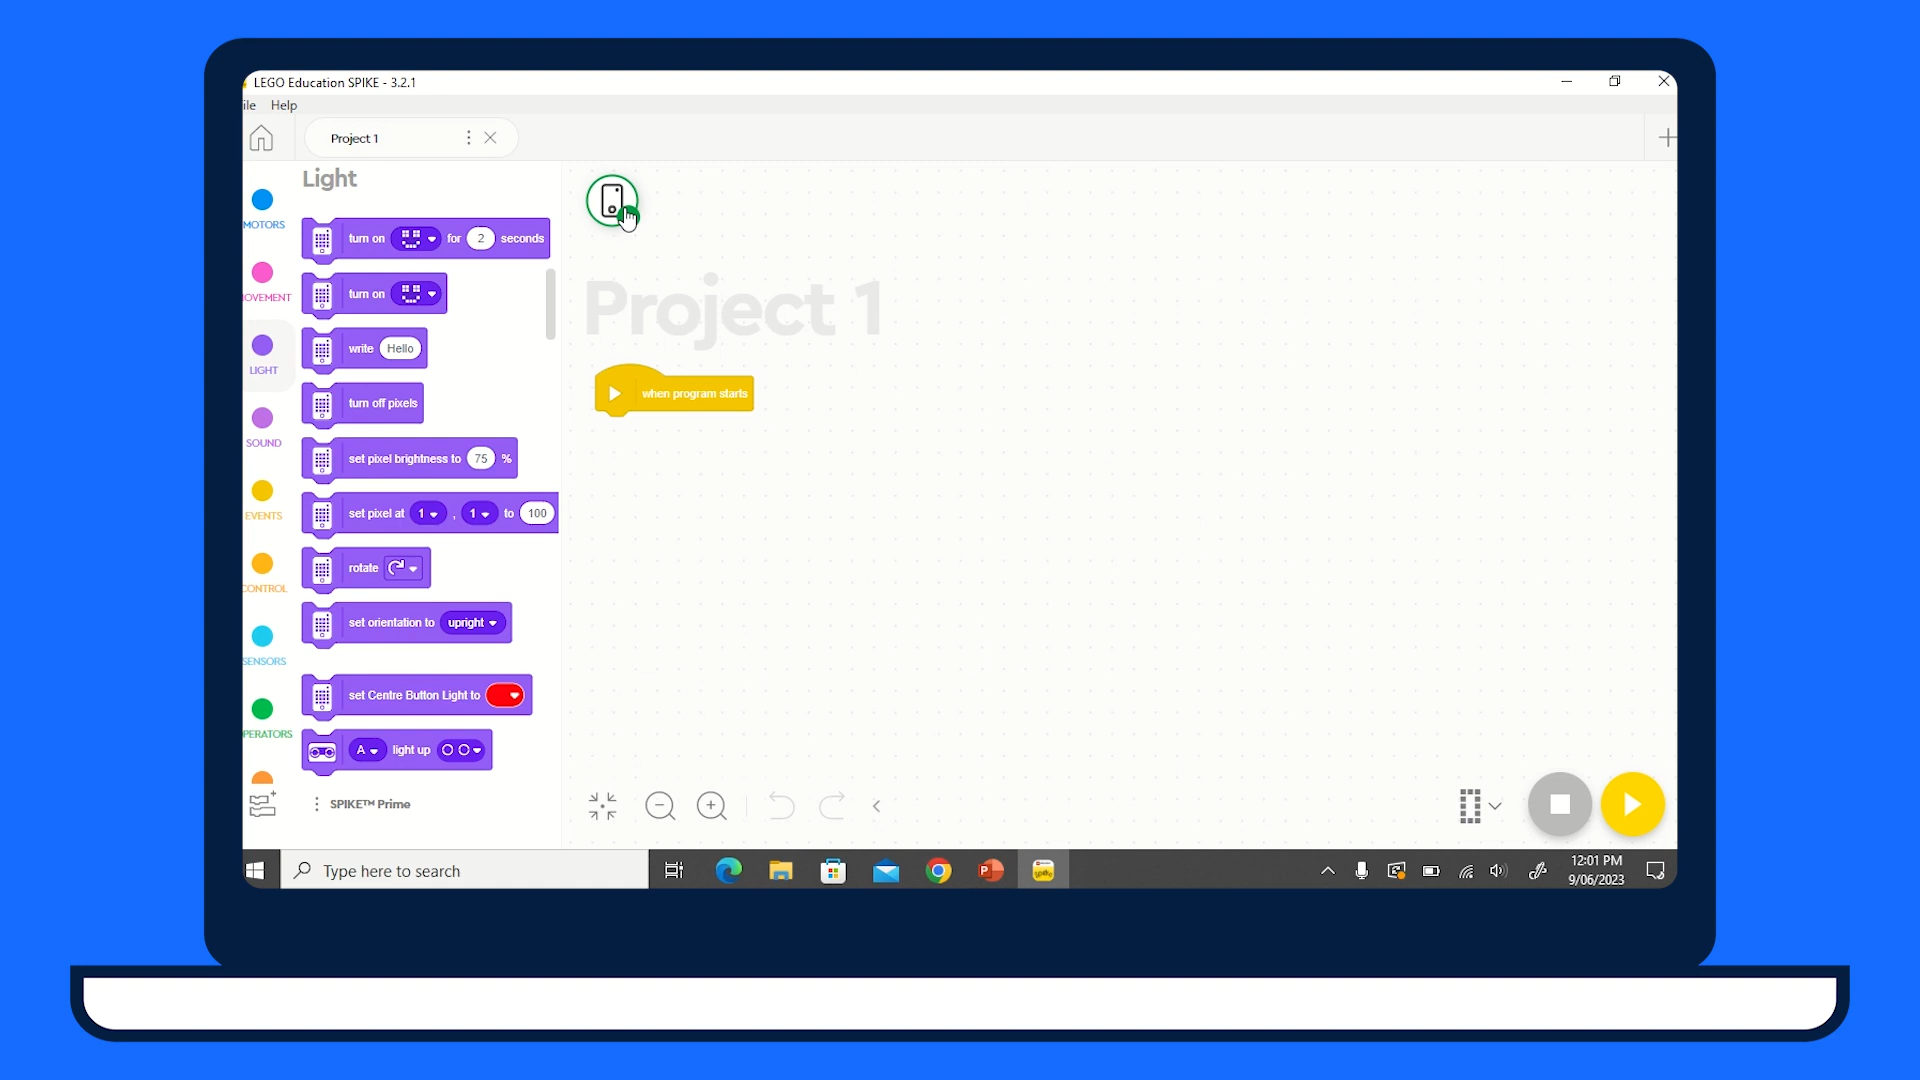 LEGO Education SPIKE - 3.2.1
ile Help
Project 1
Light
MOTORS
turn on for 2 seconds
OVEMENT
turn on
Project 1
write Hello
LIGHT
when program starts
turn off pixels
SOUND
set pixel brightness to 75 %
EVENTS
set pixel at 1 , 1 to 100
rotate
CONTROL
set orientation to upright
SENSORS
set Centre Button Light to
PERATORS
A light up
SPIKE™ Prime
Type here to search
12:01 PM
9/06/2023